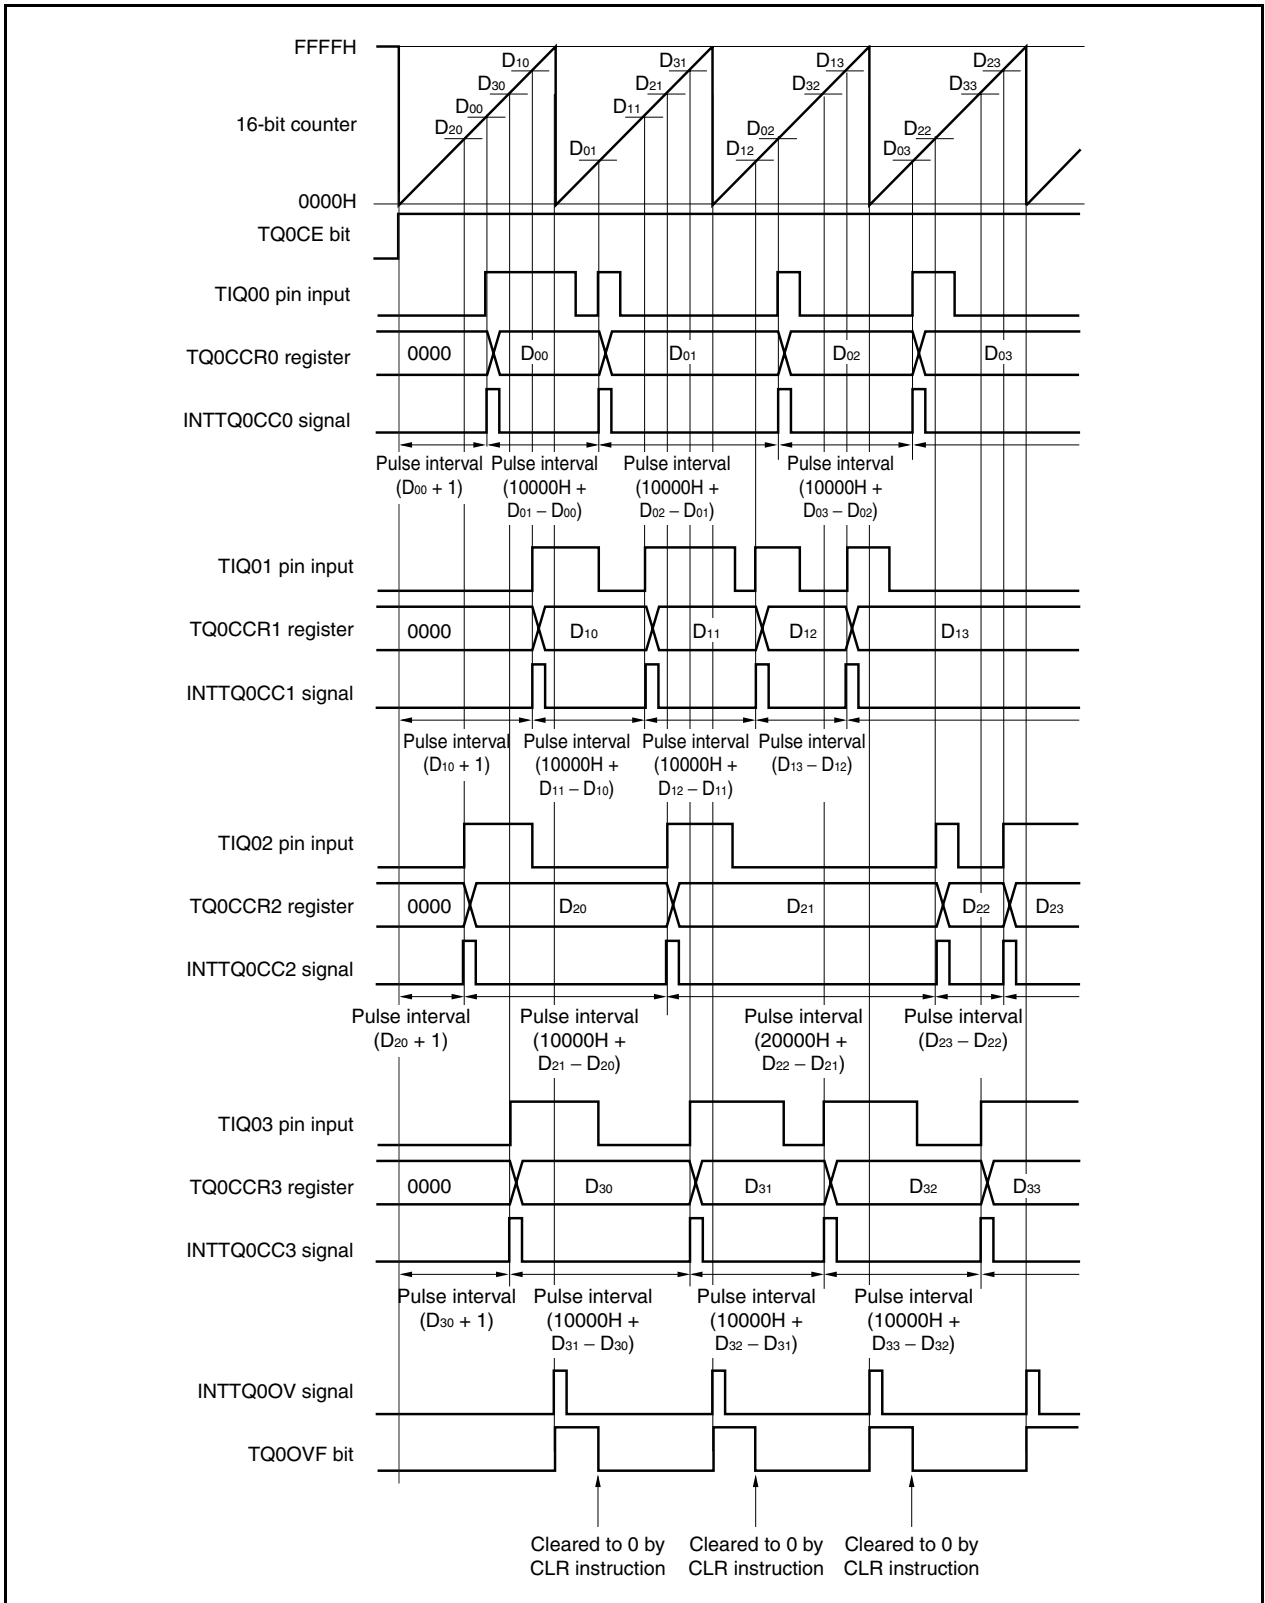 FFFFH
D10
D31
D13
D23
D30
D21
D32
D33
D00
D11
16-bit counter
D20
D02
D22
D01
D12
D03
0000H
TQ0CE bit
TIQ00 pin input
TQ0CCR0 register
0000
D00
D01
D02
D03
INTTQ0CC0 signal
Pulse interval
(D00 + 1)
Pulse interval
(10000H +
D01 – D00)
Pulse interval
(10000H +
D02 – D01)
Pulse interval
(10000H +
D03 – D02)
TIQ01 pin input
TQ0CCR1 register
0000
D10
D11
D12
D13
INTTQ0CC1 signal
Pulse interval
(D10 + 1)
Pulse interval
(10000H +
D11 – D10)
Pulse interval
(10000H +
D12 – D11)
Pulse interval
(D13 – D12)
TIQ02 pin input
TQ0CCR2 register
0000
D20
D21
D22
D23
INTTQ0CC2 signal
Pulse interval
(D20 + 1)
Pulse interval
(10000H +
D21 – D20)
Pulse interval
(20000H +
D22 – D21)
Pulse interval
(D23 – D22)
TIQ03 pin input
TQ0CCR3 register
0000
D30
D31
D32
D33
INTTQ0CC3 signal
Pulse interval
(D30 + 1)
Pulse interval
(10000H +
D31 – D30)
Pulse interval
(10000H +
D32 – D31)
Pulse interval
(10000H +
D33 – D32)
INTTQ0OV signal
TQ0OVF bit
Cleared to 0 by
CLR instruction
Cleared to 0 by
CLR instruction
Cleared to 0 by
CLR instruction